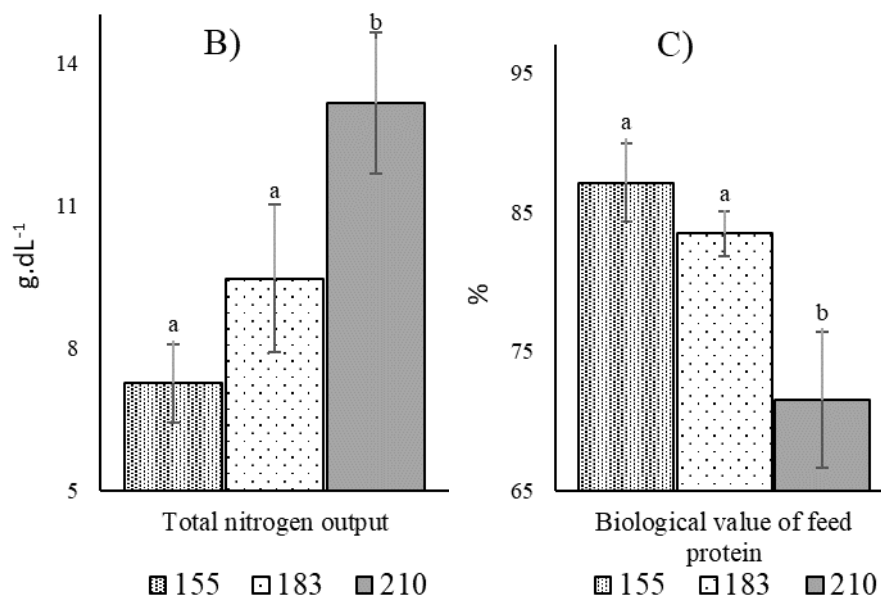 B)
g.dL⁻¹
14
11
8
5
a
a
b
Total nitrogen output
155 183 210
C)
%
95
85
75
65
a
a
b
Biological value of feed
protein
155 183 210